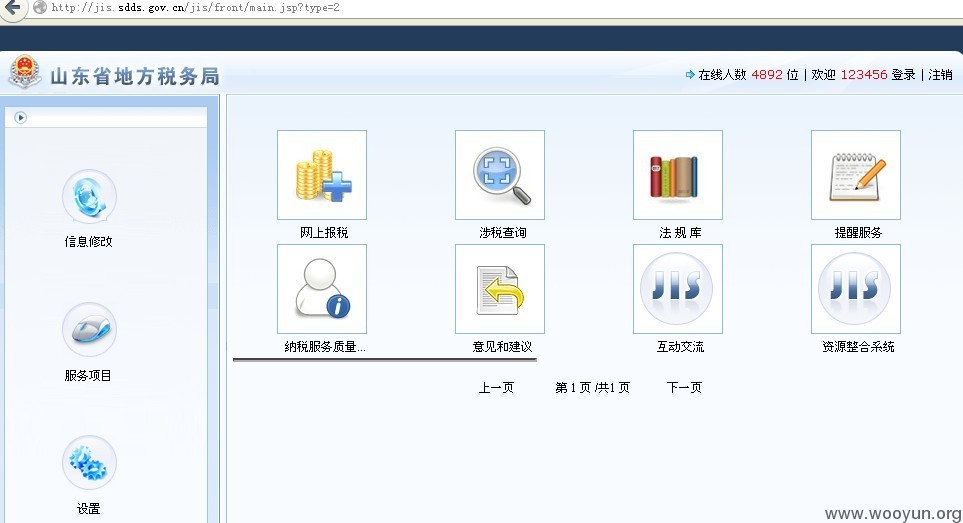 http://jis.sdds.gov.cn/jis/front/main.jsp?type=2
山东省地方税务局
在线人数 4892 位 | 欢迎 123456 登录 | 注销
信息修改
服务项目
设置
网上报税 涉税查询 法 规 库 提醒服务
JIS JIS
纳税服务质量... 意见和建议 互动交流 资源整合系统
上一页 第 1 页 /共1 页 下一页
www.wooyun.org